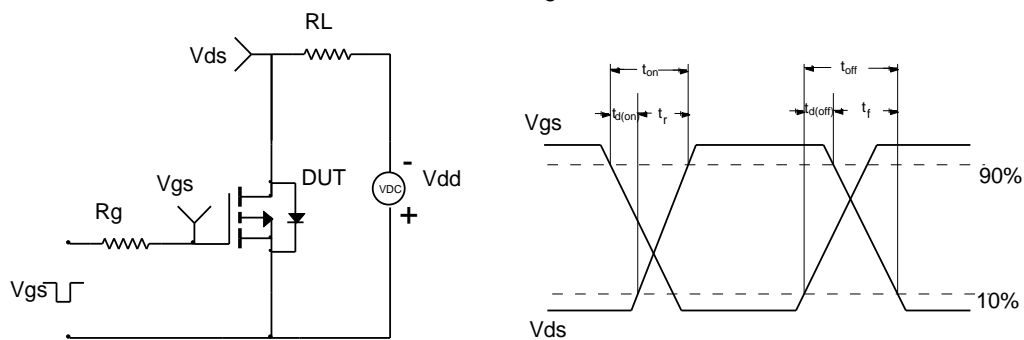 g
RL
Vds
DUT
-
VDC
Vdd
+
Vgs
Rg
Vgs
ton
toff
td(on)
tr
td(off)
tf
Vgs
90%
10%
Vds